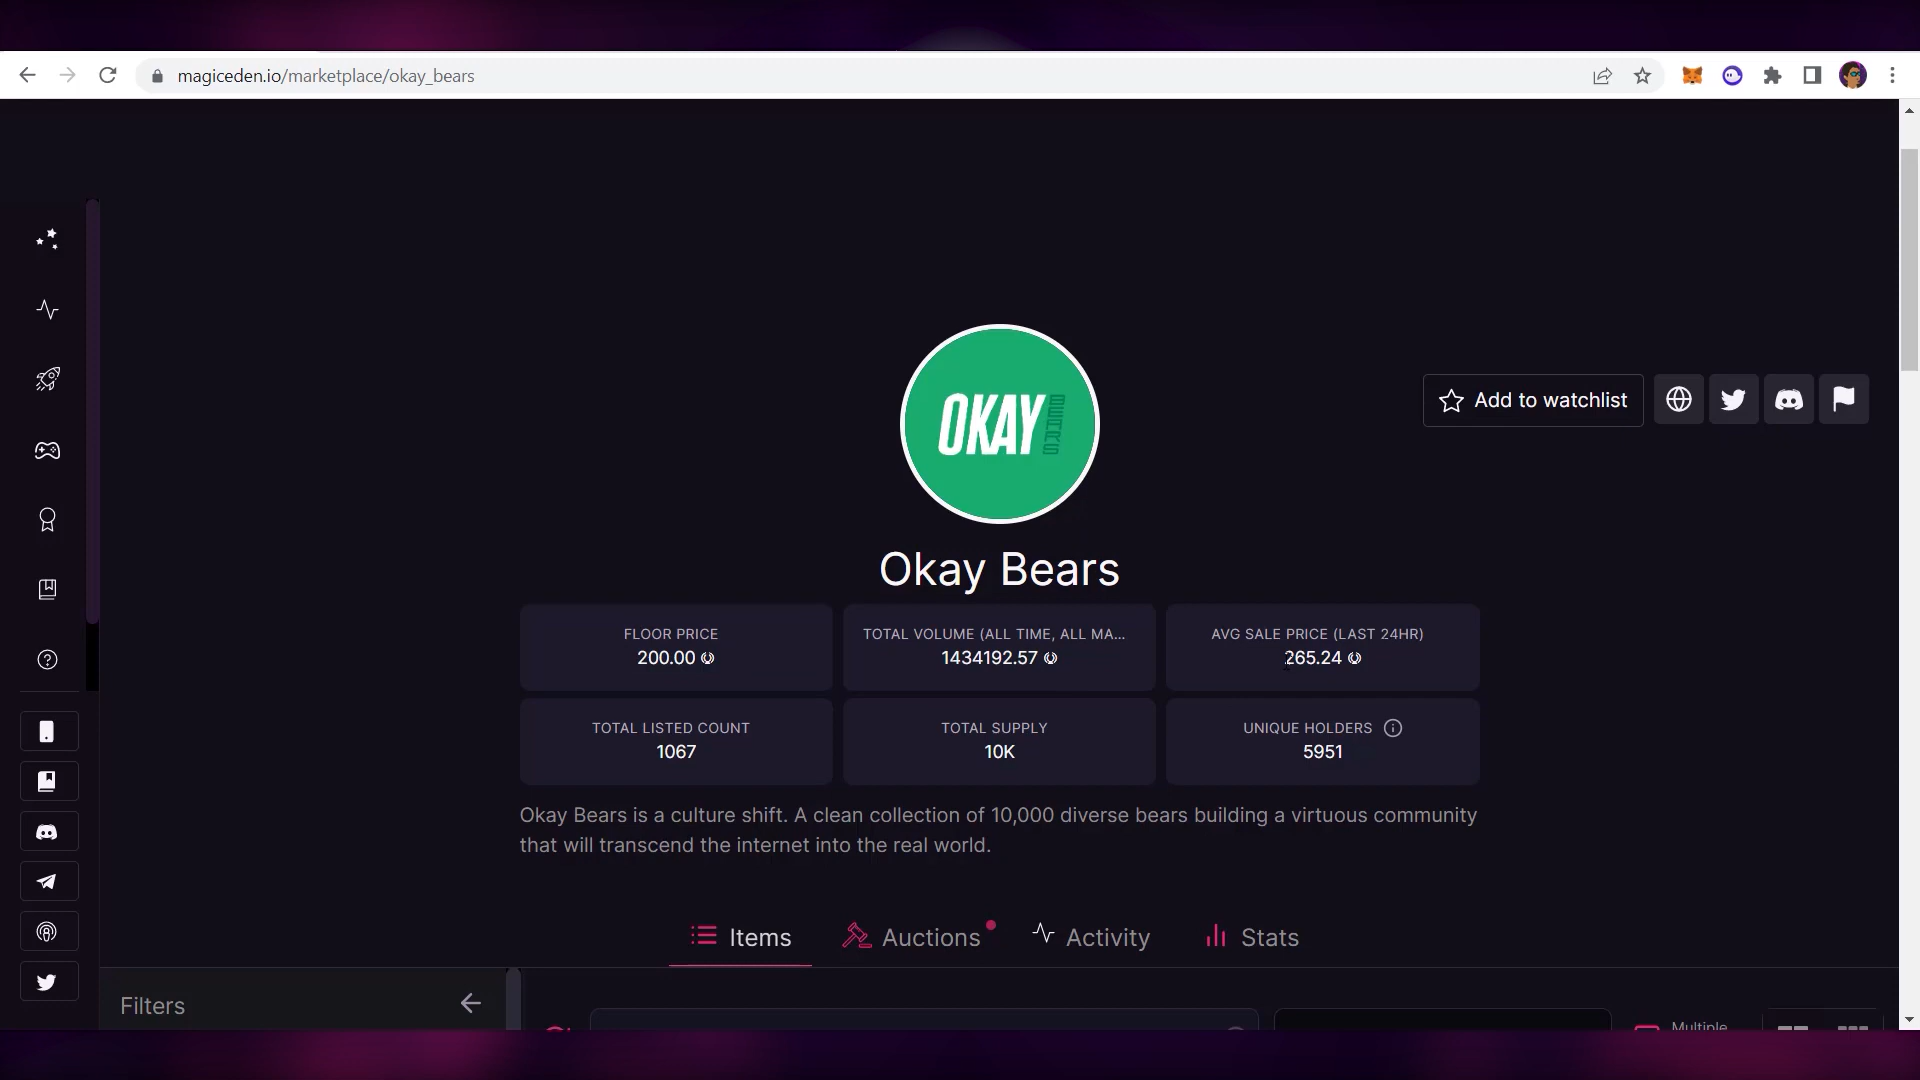 magiceden.io/marketplace/okay_bears
OKAY
BEARS
Add to watchlist
Okay Bears
FLOOR PRICE
200.00
TOTAL VOLUME (ALL TIME, ALL MA...
1434192.57
AVG SALE PRICE (LAST 24HR)
265.24
TOTAL LISTED COUNT
1067
TOTAL SUPPLY
10K
UNIQUE HOLDERS
5951
Okay Bears is a culture shift. A clean collection of 10,000 diverse bears building a virtuous community
that will transcend the internet into the real world.
Items
Auctions
Activity
Stats
Filters
Multiple